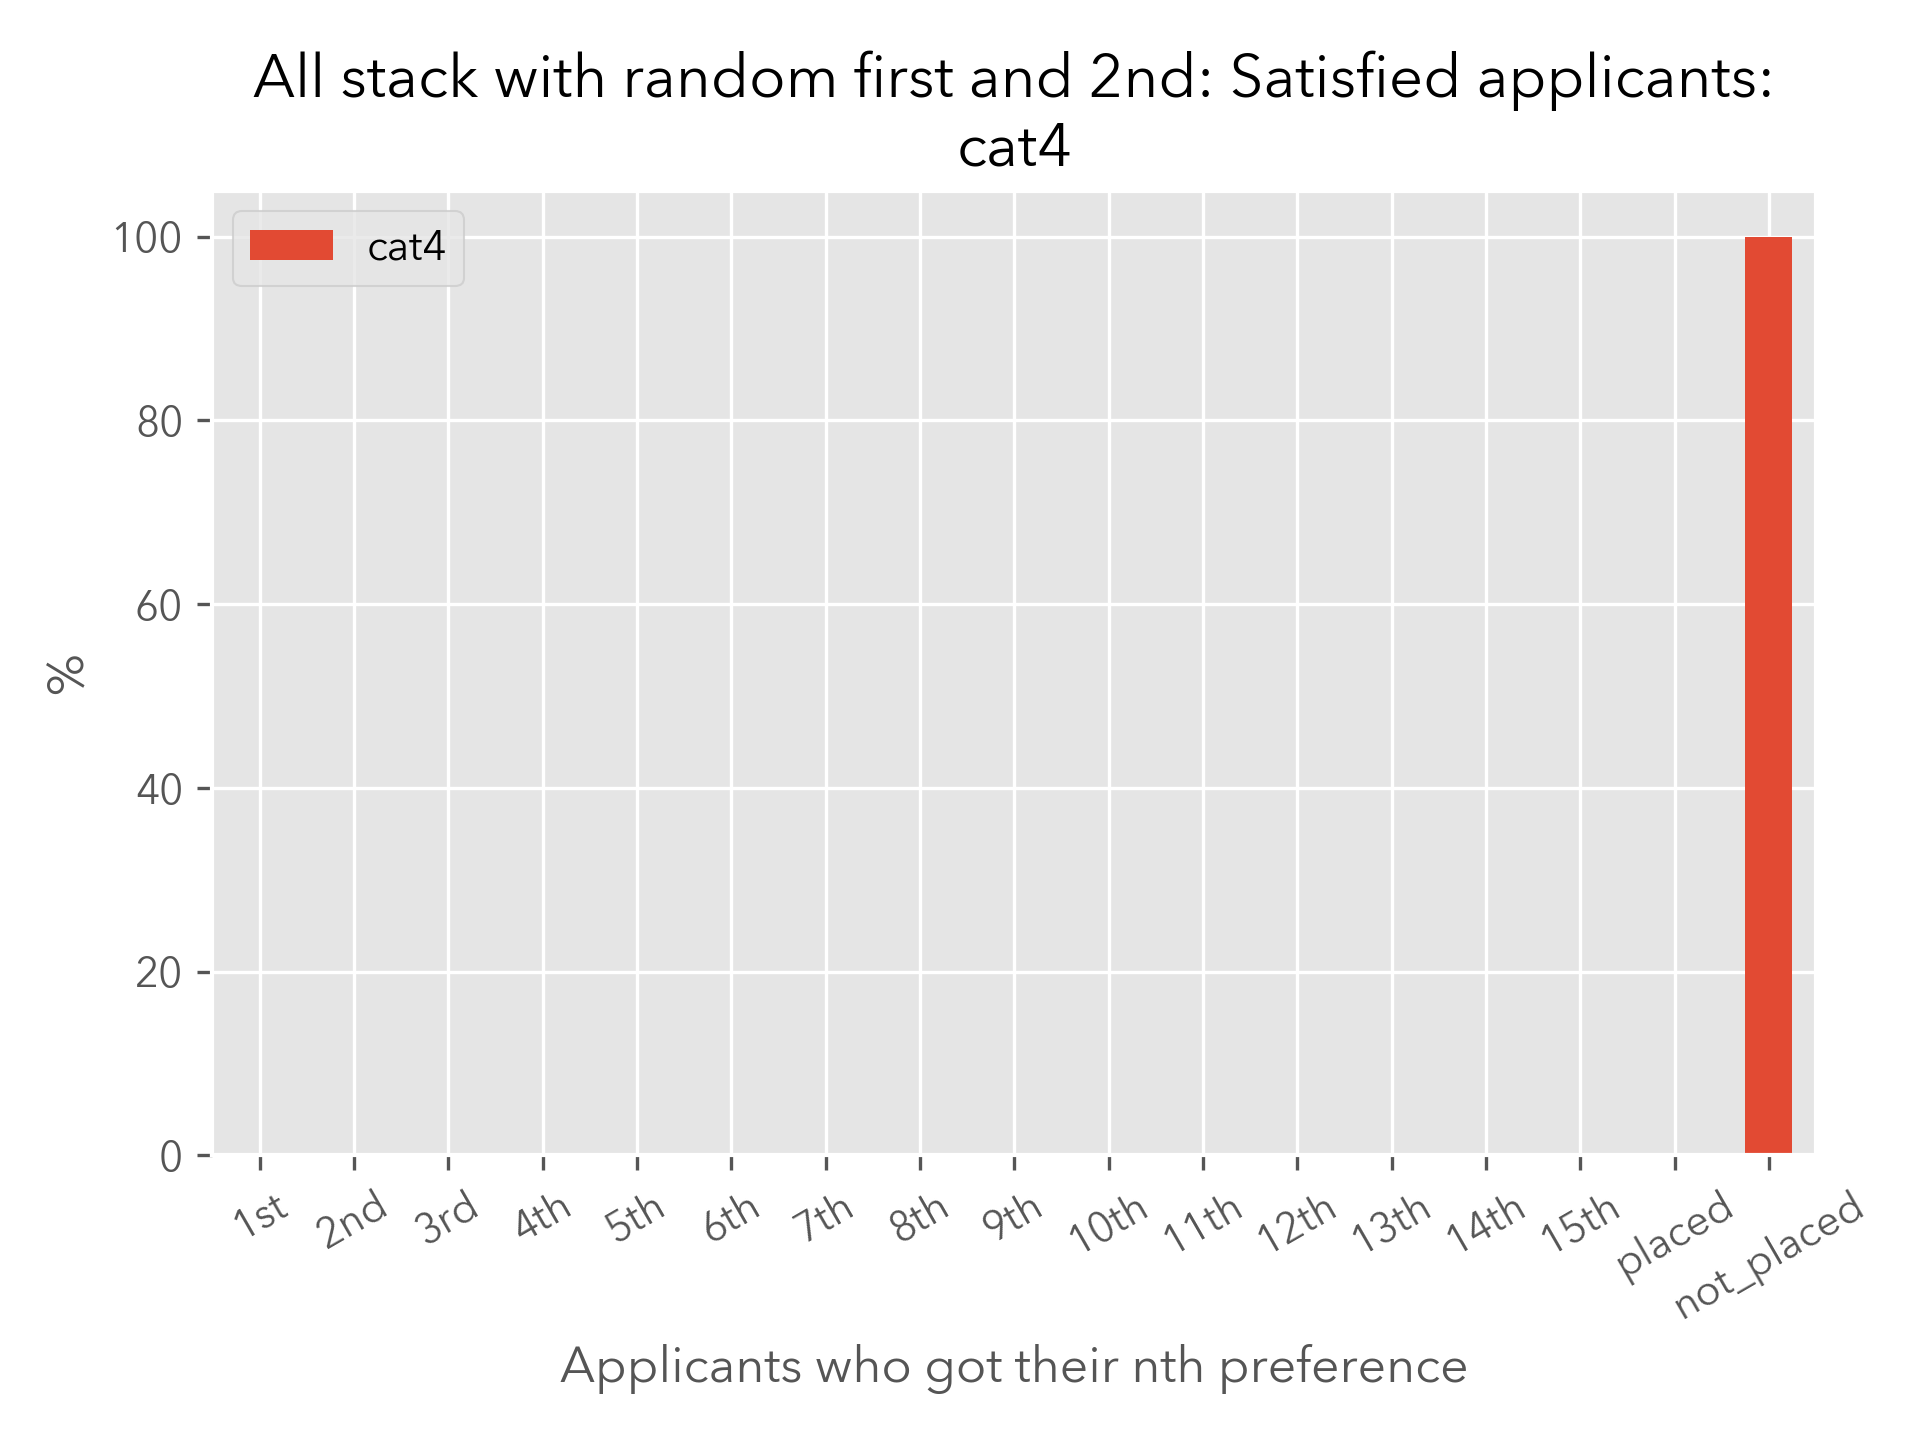 All stack with random first and 2nd: Satisfied applicants:
cat4
cat4
100
80
60
40
20
0
%
1st 2nd 3rd 4th 5th 6th 7th 8th 9th 10th 11th 12th 13th 14th 15th placed not_placed
Applicants who got their nth preference